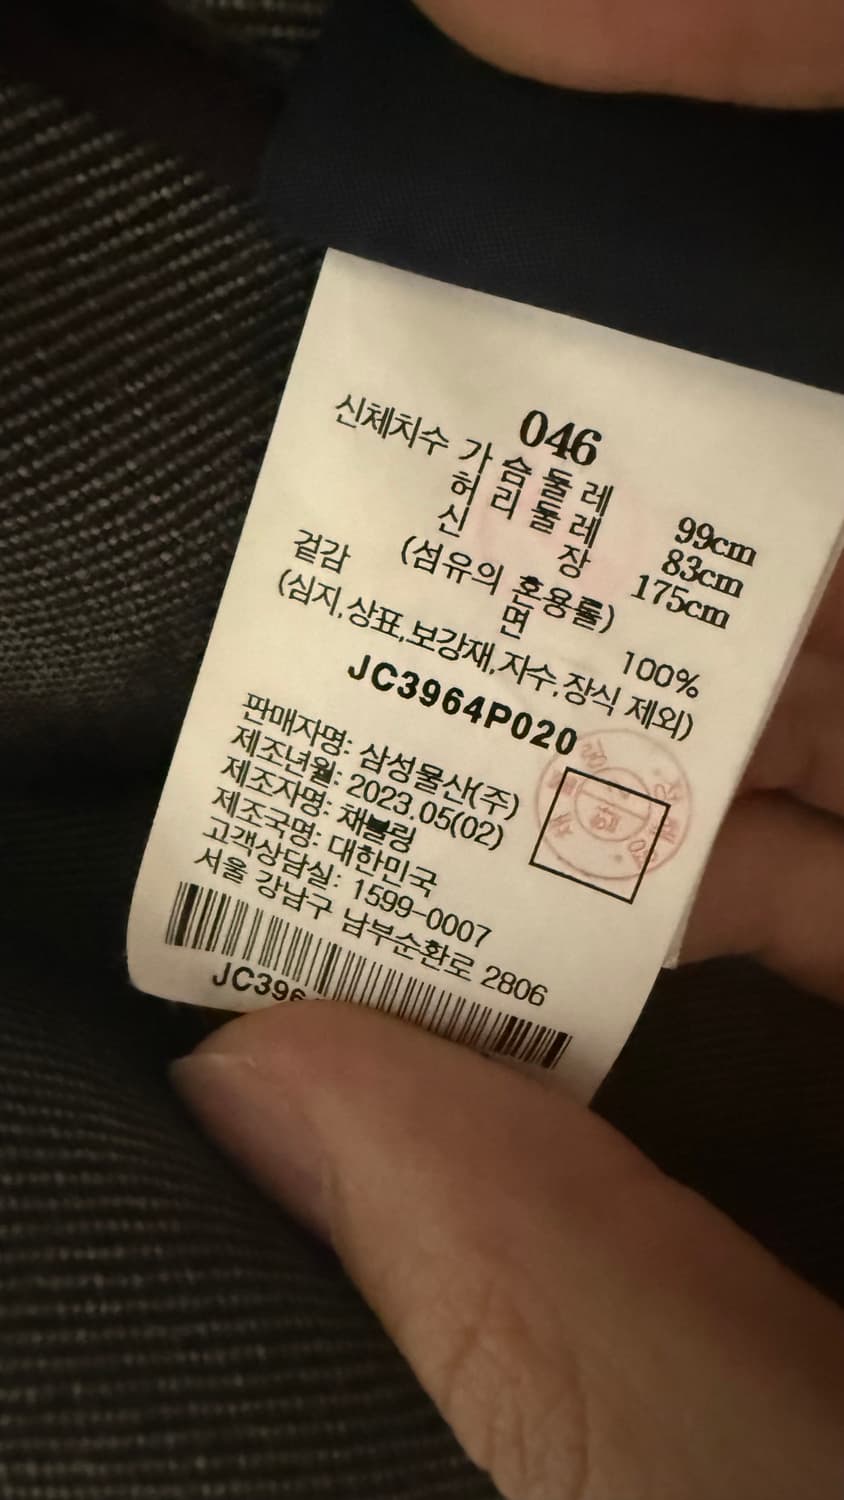 046
신체치수 가슴둘레 99cm
허리둘레 83cm
신장 175cm
(섬유의 혼용률)
겉감 면 100%
(심지,상표,보강재,자수,장식 제외)
JC3964P020
판매자명: 삼성물산(주)
제조년월: 2023.05(02)
제조자명: 채블링
제조국명: 대한민국
고객상담실: 1599-0007
서울 강남구 남부순환로 2806
JC396